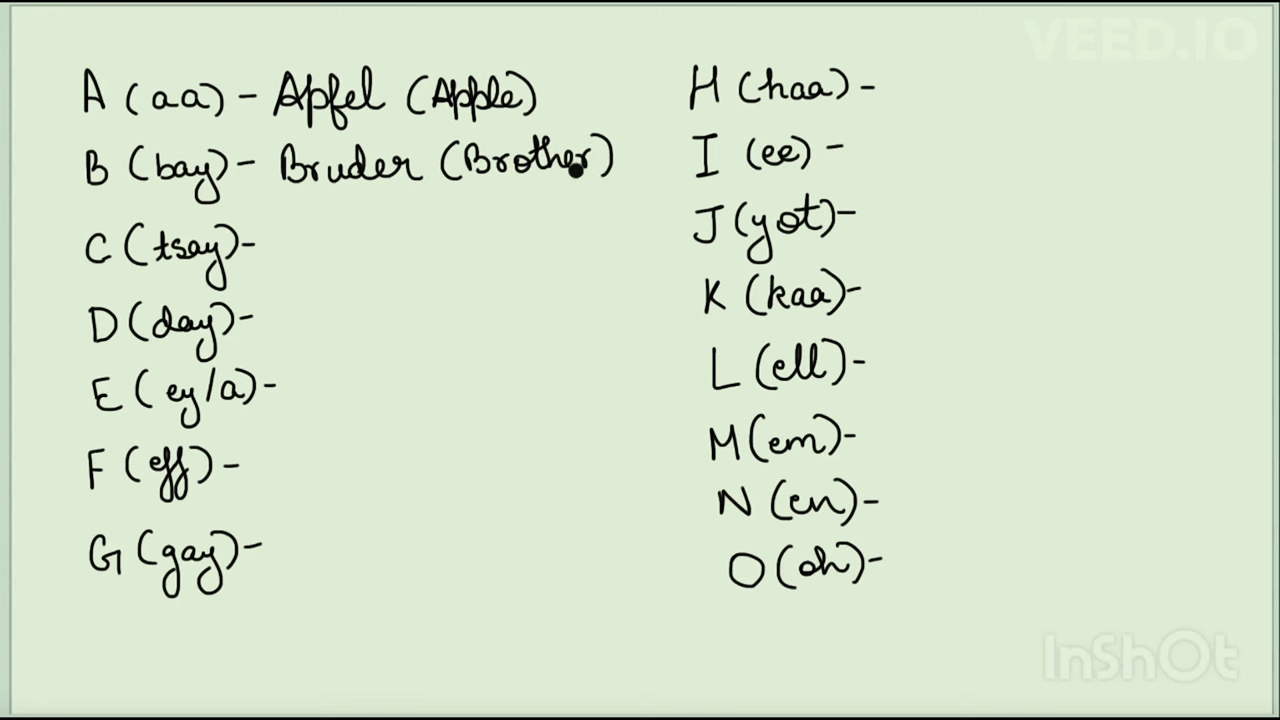 VEED.IO
A (aa) - Apfel (Apple)
B (bay) - Bruder (Brother)
C (tsay) -
D (day) -
E (ey/a) -
F (eff) -
G (gay) -
H (haa) -
I (ee) -
J (yot) -
K (kaa) -
L (ell) -
M (em) -
N (en) -
O (oh) -
InShOt